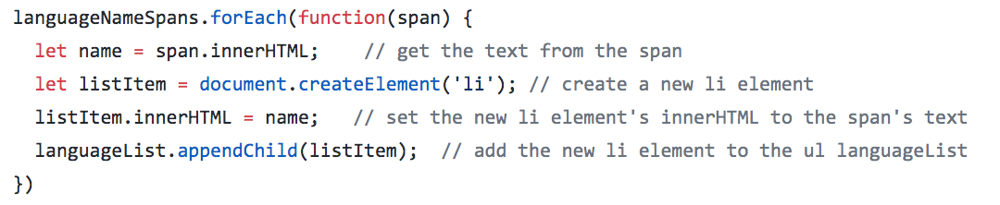 languageNameSpans.forEach(function(span) {
  let name = span.innerHTML;    // get the text from the span
  let listItem = document.createElement('li'); // create a new li element
  listItem.innerHTML = name;   // set the new li element's innerHTML to the span's text
  languageList.appendChild(listItem);  // add the new li element to the ul languageList
})